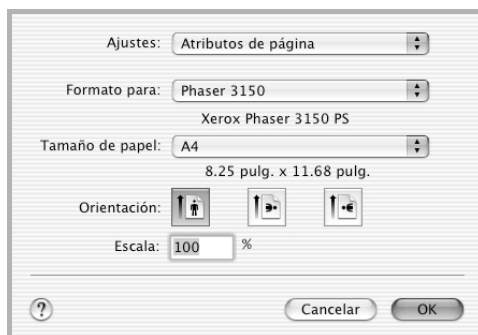 Ajustes: Atributos de página
Formato para: Phaser 3150
Xerox Phaser 3150 PS
Tamaño de papel: A4
8.25 pulg. x 11.68 pulg.
Orientación:
Escala: 100 %
? Cancelar OK